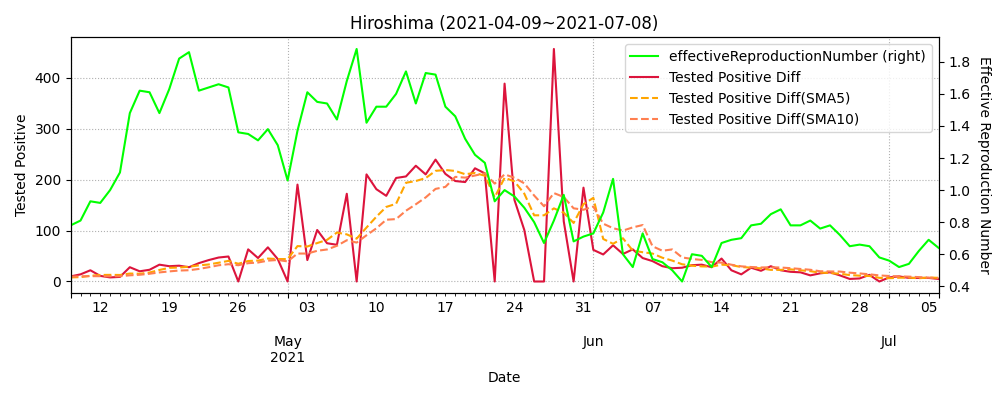 Hiroshima (2021-04-09~2021-07-08)
effectiveReproductionNumber (right)
Tested Positive Diff
Tested Positive Diff(SMA5)
Tested Positive Diff(SMA10)
Tested Positive
400
300
200
100
0
1.8
1.6
1.4
1.2
1.0
0.8
0.6
0.4
Effective Reproduction Number
12 19 26 03 10 17 24 31 07 14 21 28 05
May Jun Jul
2021
Date